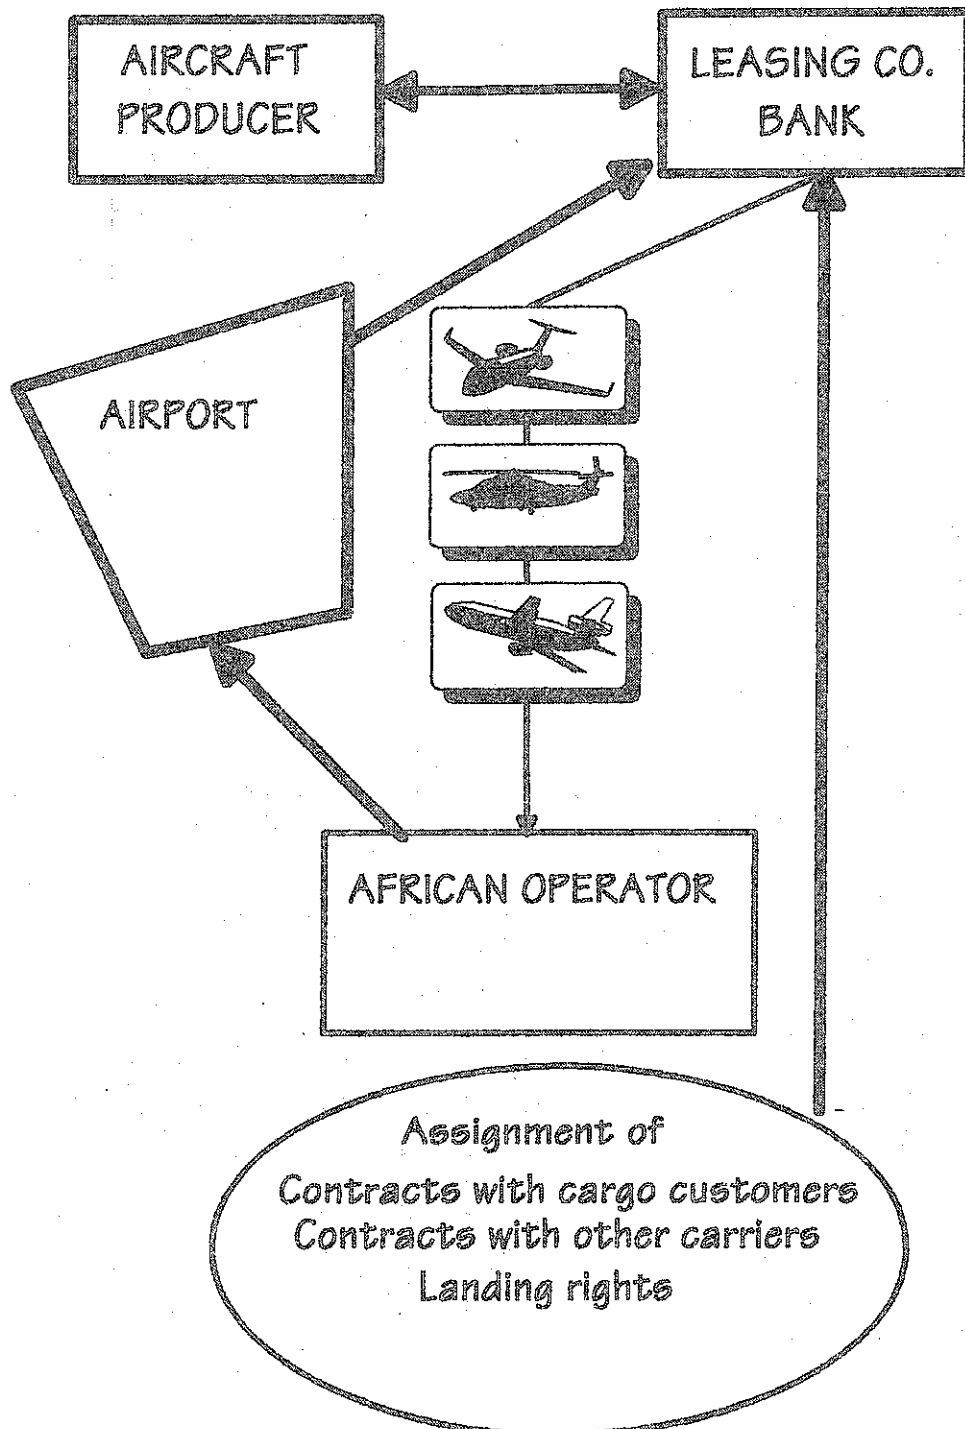 AIRCRAFT
PRODUCER
LEASING CO.
BANK
AIRPORT
AFRICAN OPERATOR
Assignment of
Contracts with cargo customers
Contracts with other carriers
Landing rights